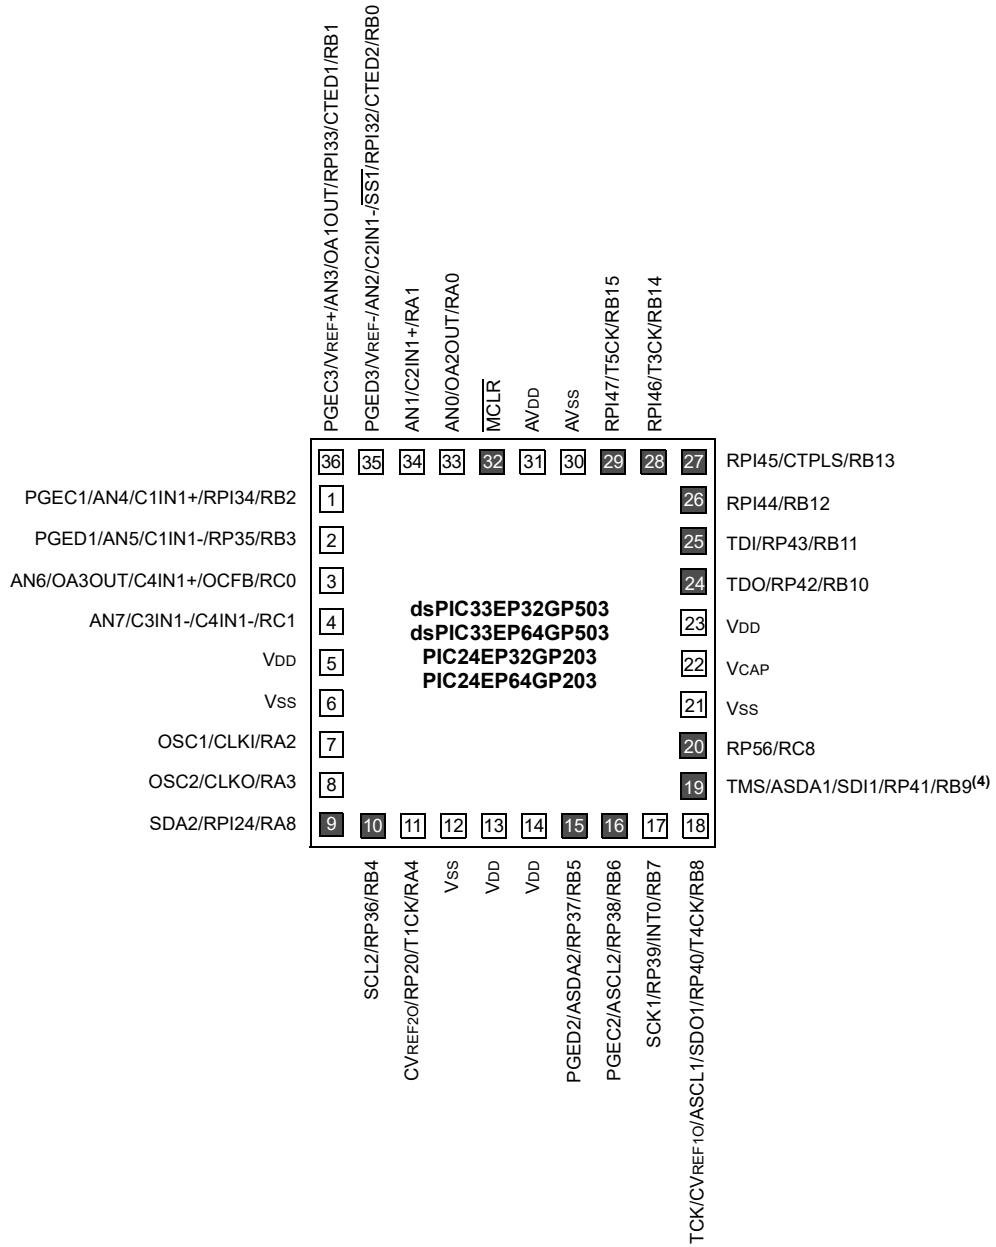 PGEC3/VREF+/AN3/OA1OUT/RPI33/CTED1/RB1
PGED3/VREF-/AN2/C2IN1-/SS1/RPI32/CTED2/RB0
AN1/C2IN1+/RA1
AN0/OA2OUT/RA0
MCLR
AVDD
AVSS
RPI47/T5CK/RB15
RPI46/T3CK/RB14
36 35 34 33 32 31 30 29 28 27 RPI45/CTPLS/RB13
PGEC1/AN4/C1IN1+/RPI34/RB2 1
26 RPI44/RB12
PGED1/AN5/C1IN1-/RP35/RB3 2
25 TDI/RP43/RB11
AN6/OA3OUT/C4IN1+/OCFB/RC0 3
24 TDO/RP42/RB10
AN7/C3IN1-/C4IN1-/RC1 4
23 VDD
dsPIC33EP32GP503
dsPIC33EP64GP503
PIC24EP32GP203
PIC24EP64GP203
VDD 5
22 VCAP
VSS 6
21 VSS
OSC1/CLKI/RA2 7
20 RP56/RC8
OSC2/CLKO/RA3 8
19 TMS/ASDA1/SDI1/RP41/RB9(4)
SDA2/RPI24/RA8 9 10 11 12 13 14 15 16 17 18
SCL2/RP36/RB4
CVREF2O/RP20/T1CK/RA4
VSS
VDD
VDD
PGED2/ASDA2/RP37/RB5
PGEC2/ASCL2/RP38/RB6
SCK1/RP39/INT0/RB7
TCK/CVREF1O/ASCL1/SDO1/RP40/T4CK/RB8